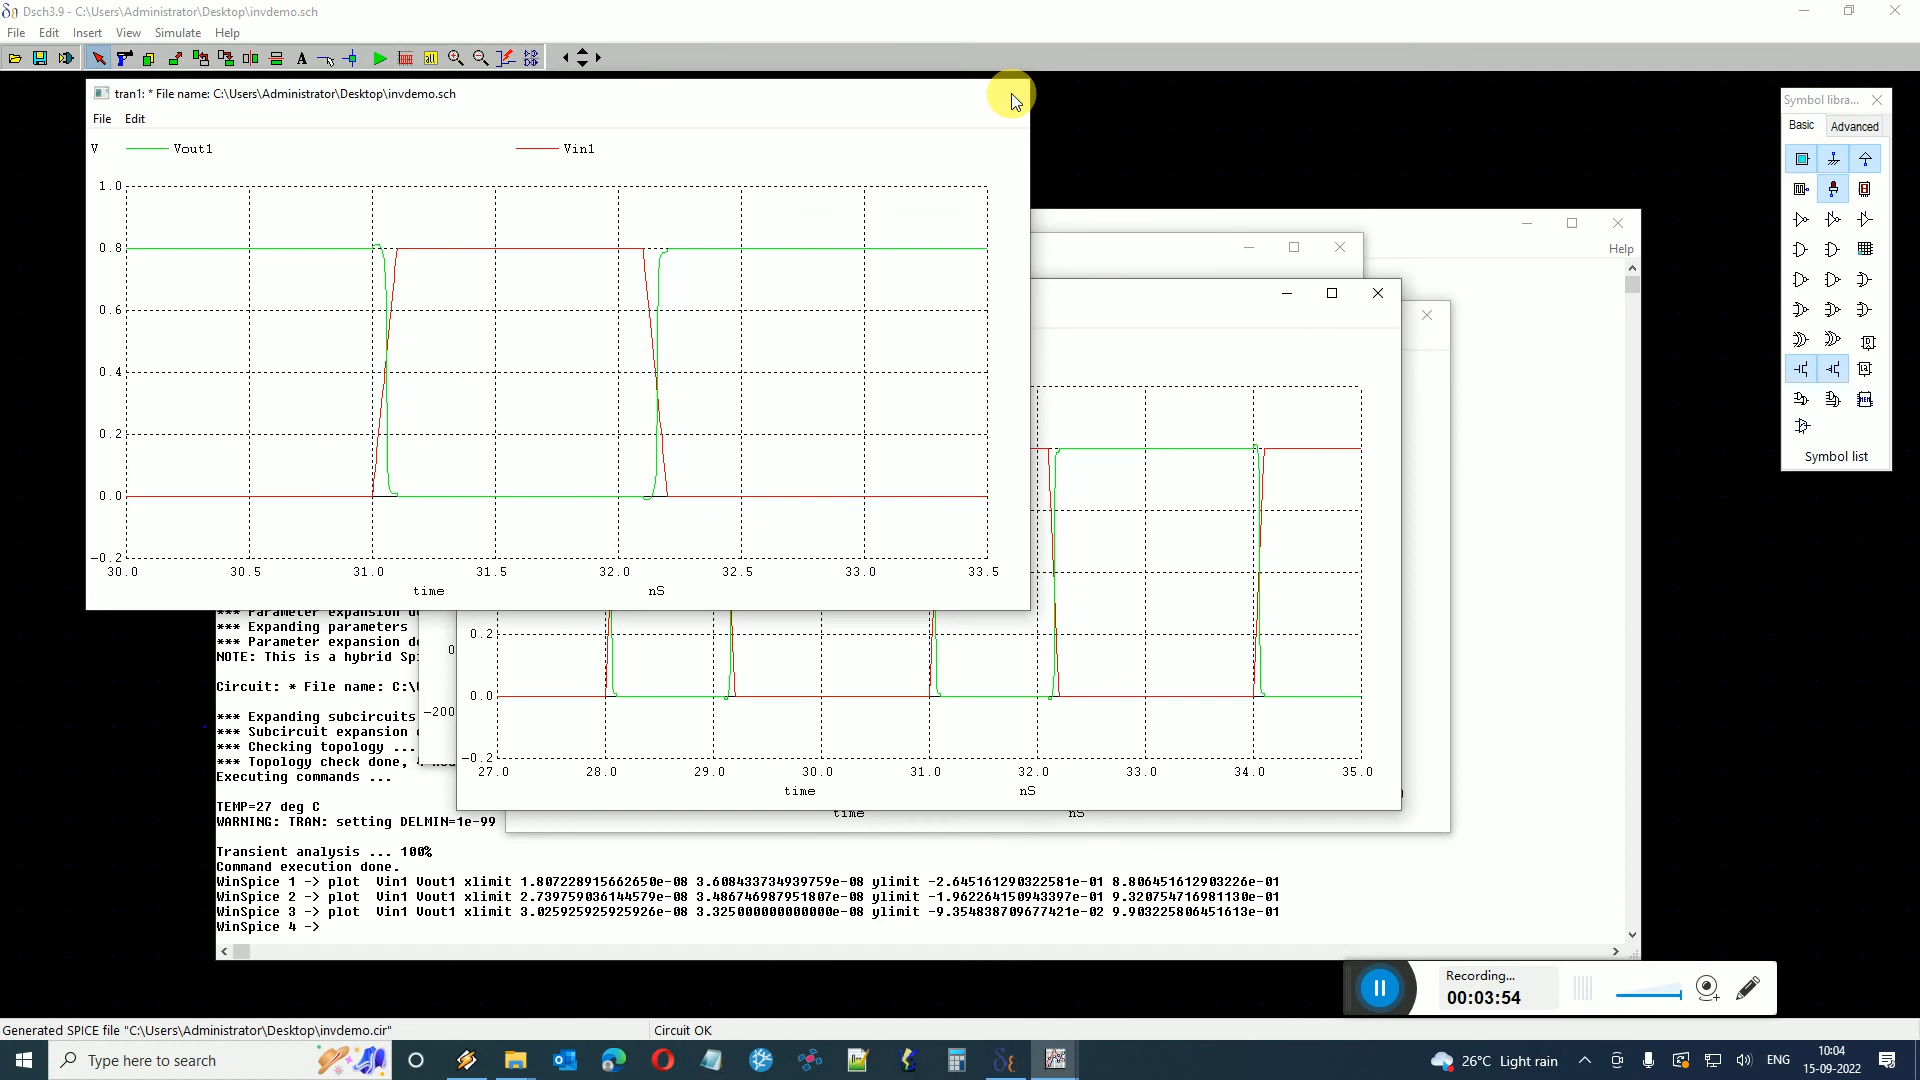 Dsch3.9 - C:\Users\Administrator\Desktop\invdemo.sch
File Edit Insert View Simulate Help
tran1: * File name: C:\Users\Administrator\Desktop\invdemo.sch
File Edit
V Vout1 Vin1
1.0
0.8
0.6
0.4
0.2
0.0
-0.2
30.0 30.5 31.0 31.5 32.0 32.5 33.0 33.5
time nS
Help
Symbol libra...
Basic Advanced
Symbol list
0.2
0.0
-0.2
27.0 28.0 29.0 30.0 31.0 32.0 33.0 34.0 35.0
time nS
0
-200
time nS
*** Parameter expansion d
*** Expanding parameters
*** Parameter expansion d
NOTE: This is a hybrid Sp
Circuit: * File name: C:\
*** Expanding subcircuits
*** Subcircuit expansion
*** Checking topology ...
*** Topology check done,
Executing commands ...
TEMP=27 deg C
WARNING: TRAN: setting DELMIN=1e-99
Transient analysis ... 100%
Command execution done.
WinSpice 1 -> plot Vin1 Vout1 xlimit 1.807228915662650e-08 3.608433734939759e-08 ylimit -2.645161290322581e-01 8.806451612903226e-01
WinSpice 2 -> plot Vin1 Vout1 xlimit 2.739759036144579e-08 3.486746987951807e-08 ylimit -1.962264150943397e-01 9.320754716981130e-01
WinSpice 3 -> plot Vin1 Vout1 xlimit 3.025925925925926e-08 3.325000000000000e-08 ylimit -9.354838709677421e-02 9.903225806451613e-01
WinSpice 4 ->
Recording...
00:03:54
Generated SPICE file "C:\Users\Administrator\Desktop\invdemo.cir" Circuit OK
Type here to search
26°C Light rain
ENG
10:04
15-09-2022